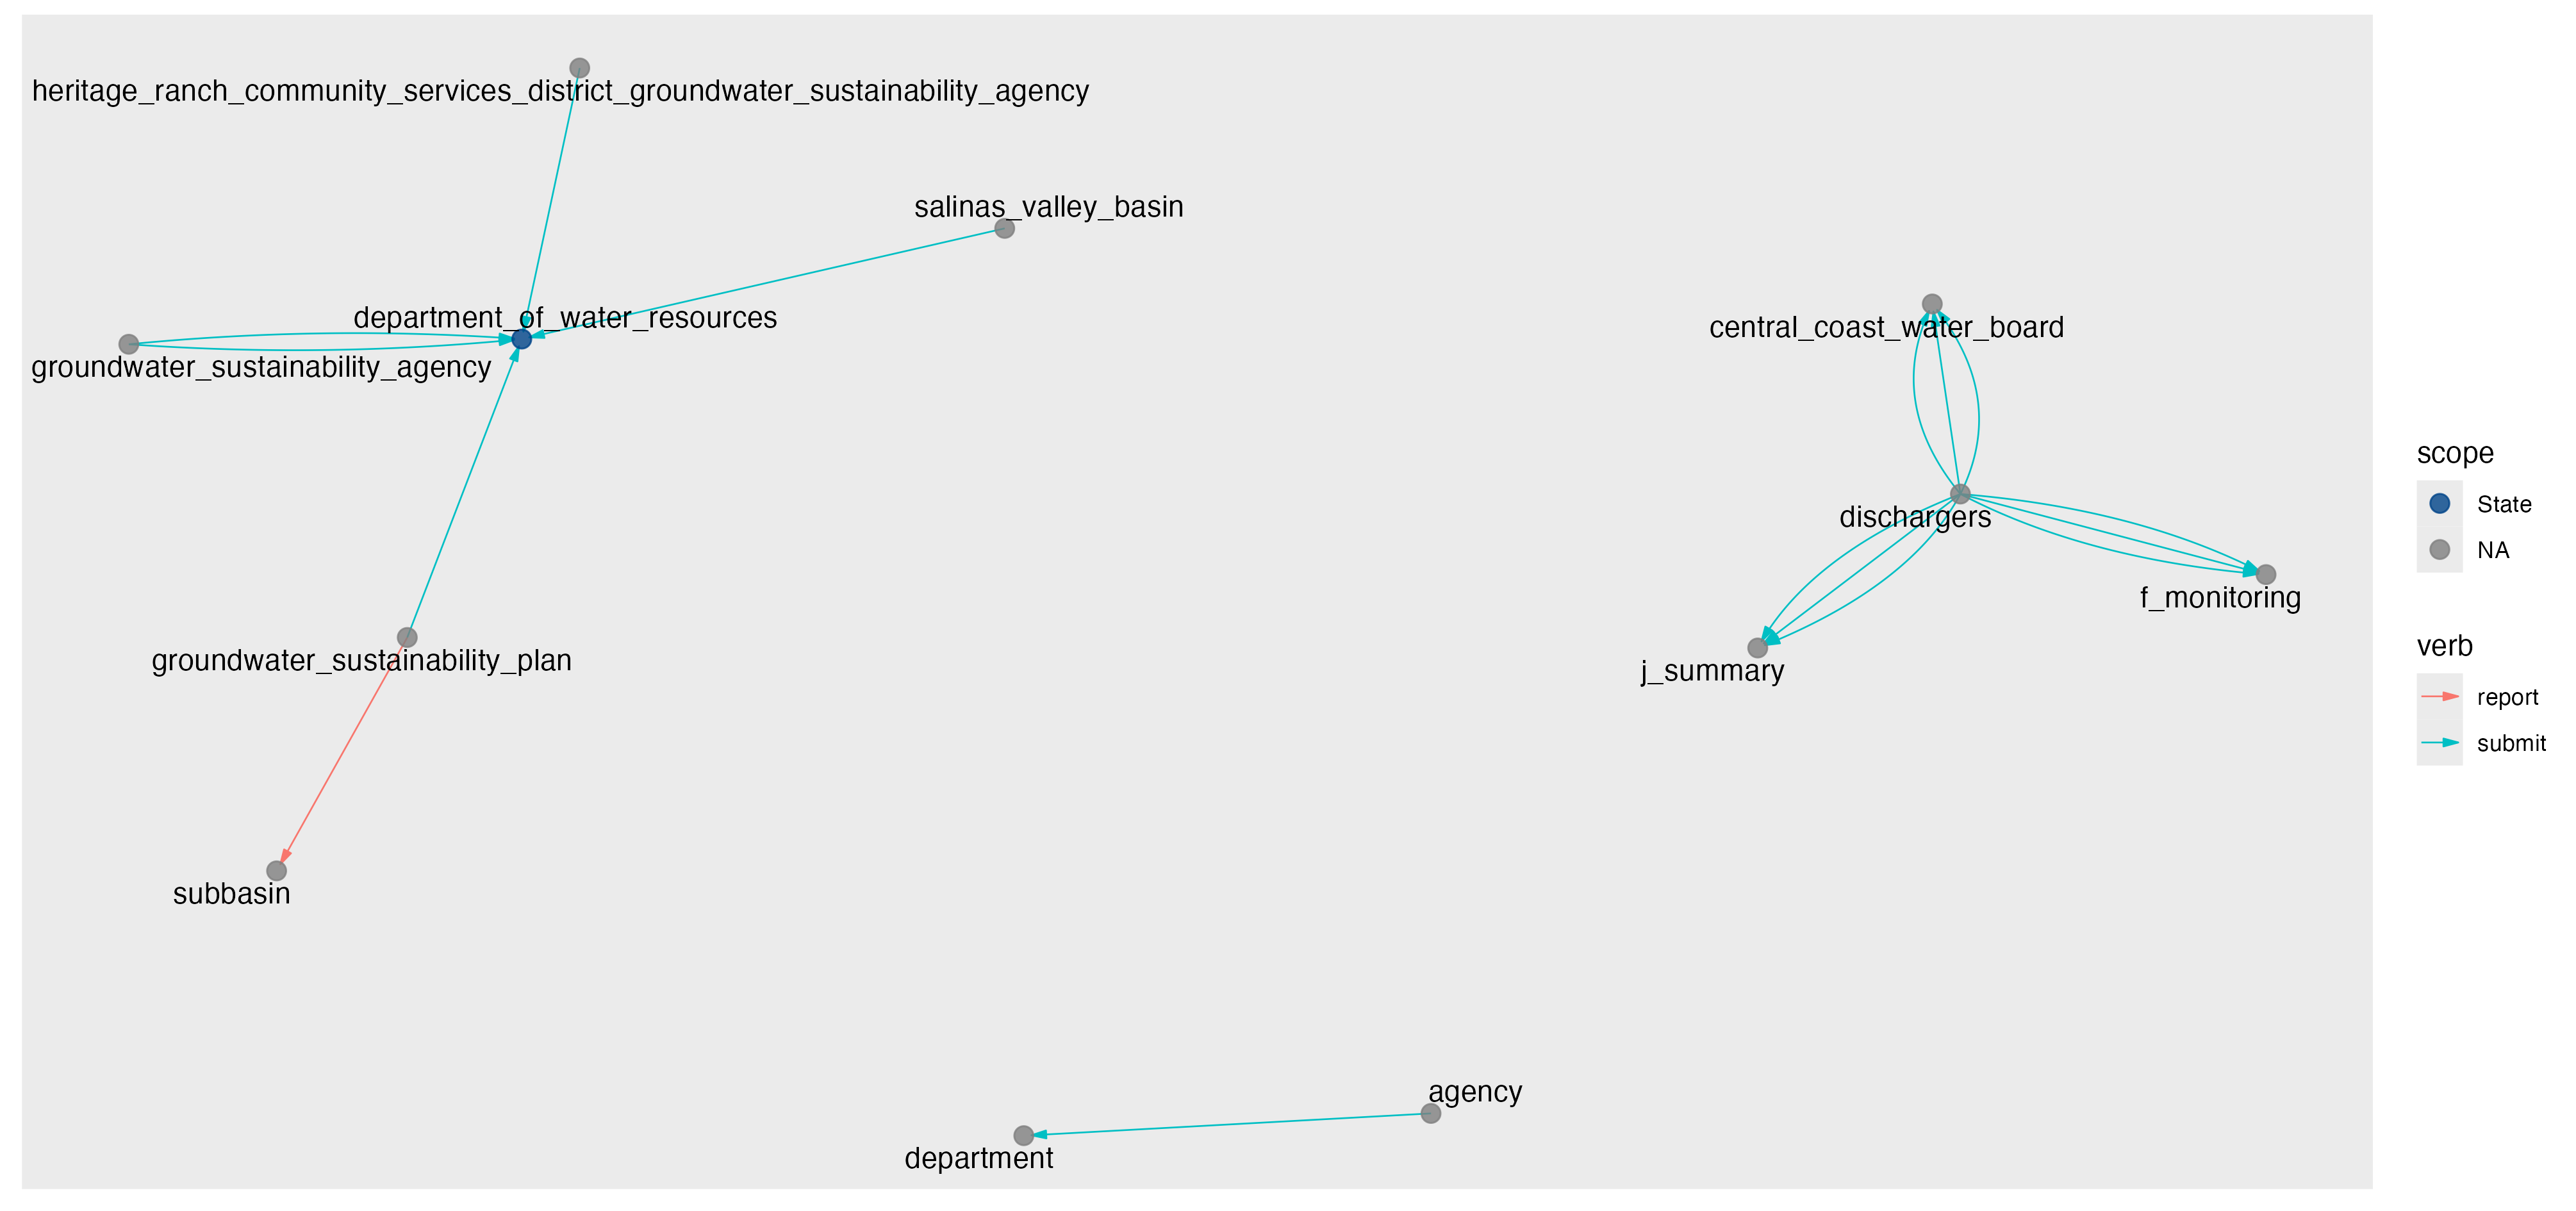 heritage_ranch_community_services_district_groundwater_sustainability_agency
salinas_valley_basin
department_of_water_resources
groundwater_sustainability_agency
groundwater_sustainability_plan
subbasin
central_coast_water_board
dischargers
f_monitoring
j_summary
agency
department
scope
State
NA
verb
report
submit